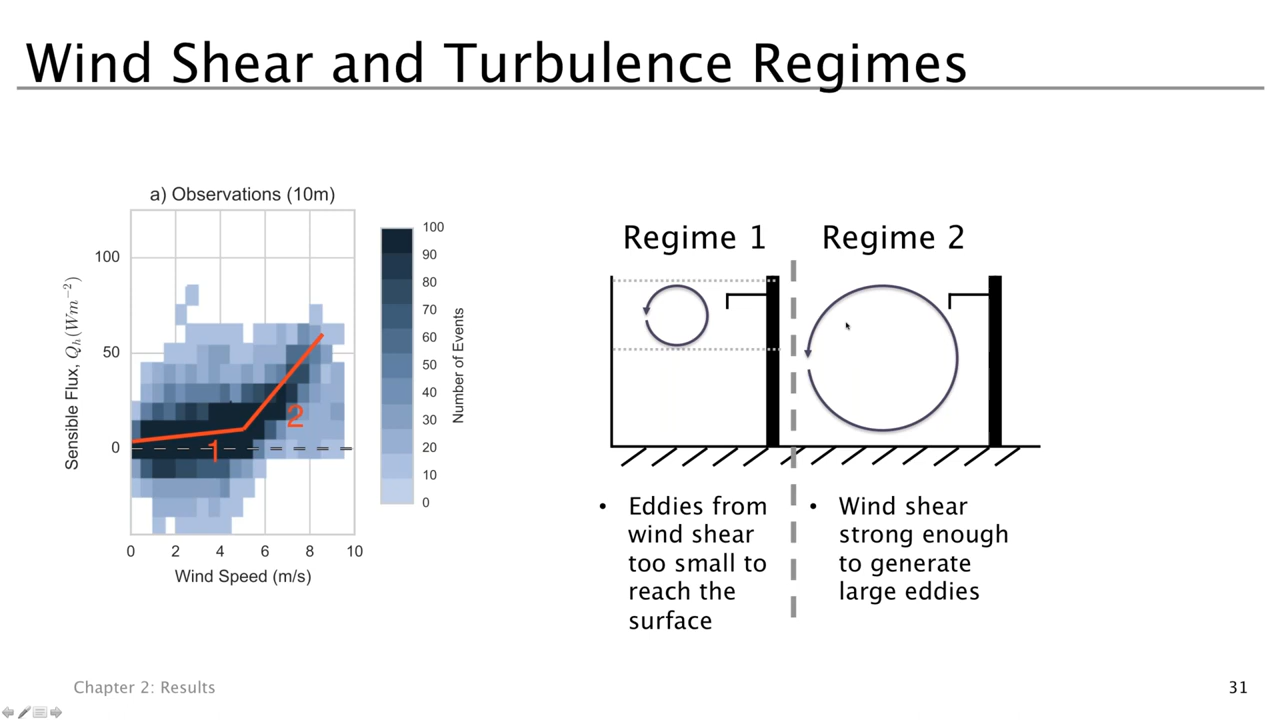 Wind Shear and Turbulence Regimes
a) Observations (10m)
100
50
0
Sensible Flux, Qₕ(Wm⁻²)
1
2
0 2 4 6 8 10
Wind Speed (m/s)
100
90
80
70
60
50
40
30
20
10
0
Number of Events
Regime 1
Regime 2
• Eddies from
wind shear
too small to
reach the
surface
• Wind shear
strong enough
to generate
large eddies
Chapter 2: Results
31